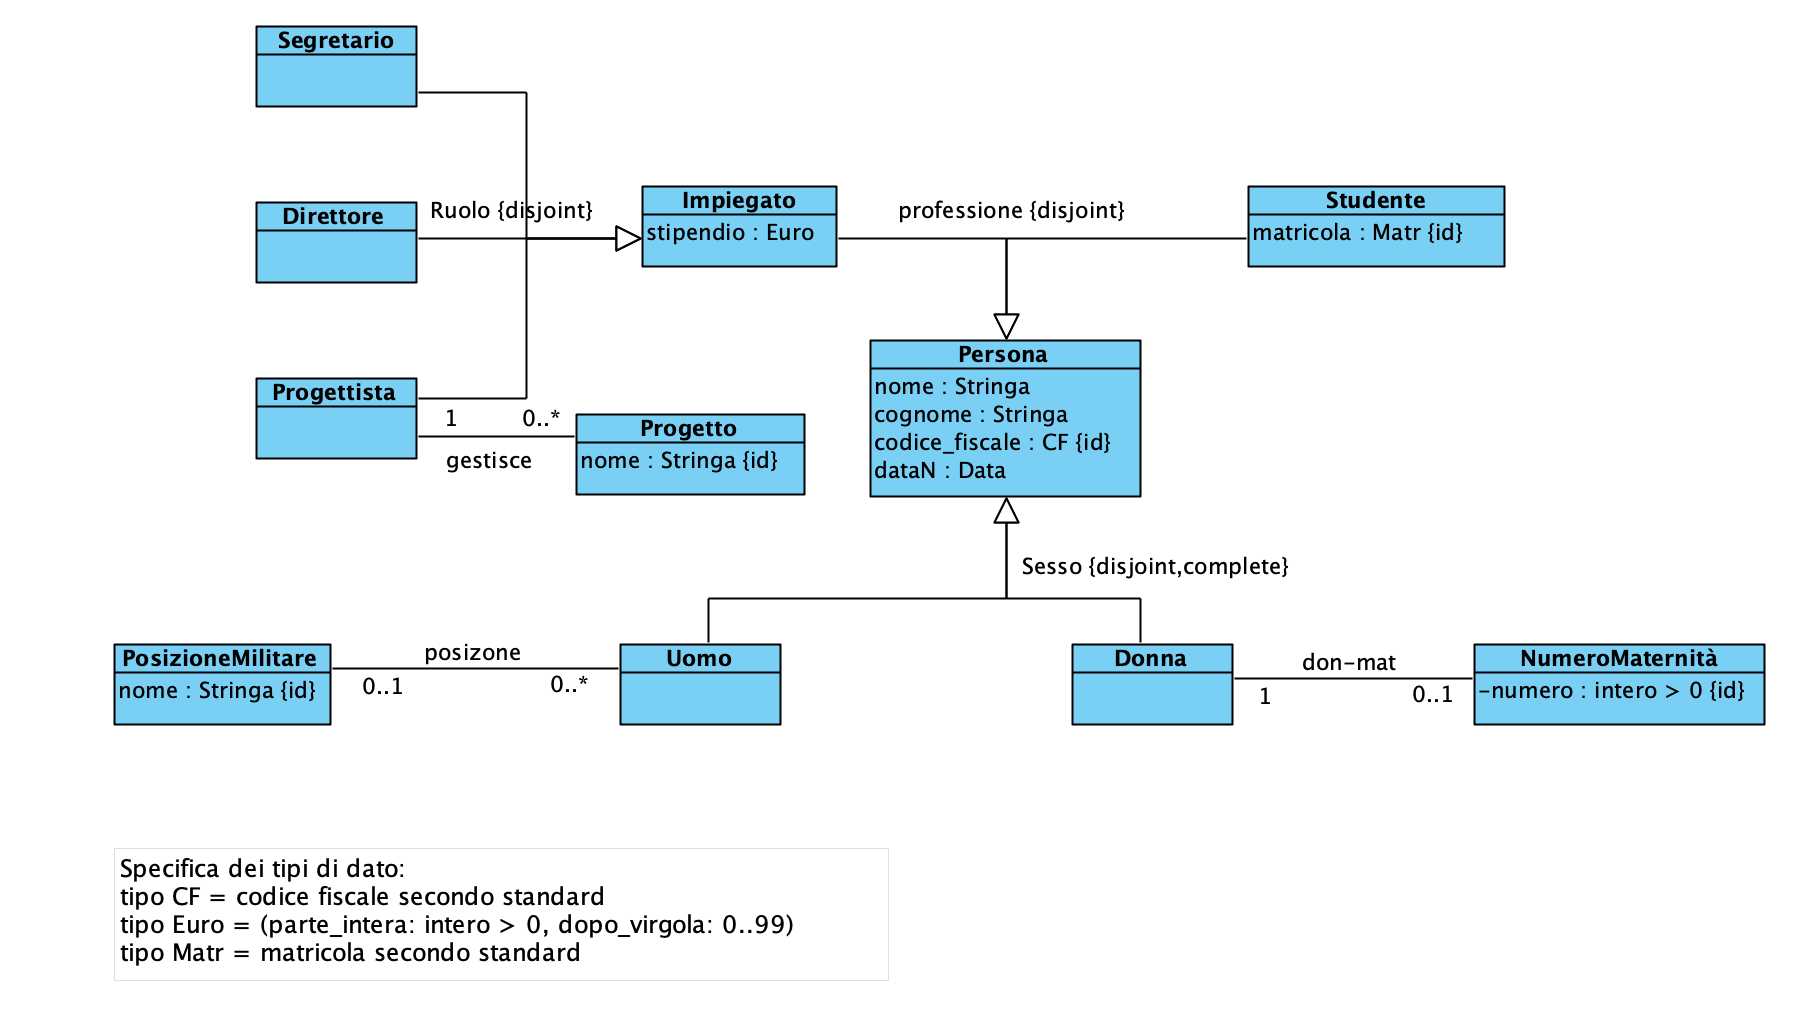 Segretario
Direttore
Ruolo {disjoint}
Impiegato
stipendio : Euro
professione {disjoint}
Studente
matricola : Matr {id}
Persona
nome : Stringa
cognome : Stringa
codice_fiscale : CF {id}
dataN : Data
Progettista
1
0..*
gestisce
Progetto
nome : Stringa {id}
Sesso {disjoint,complete}
PosizioneMilitare
nome : Stringa {id}
posizone
0..1
0..*
Uomo
Donna
don-mat
1
0..1
NumeroMaternità
-numero : intero > 0 {id}
Specifica dei tipi di dato:
tipo CF = codice fiscale secondo standard
tipo Euro = (parte_intera: intero > 0, dopo_virgola: 0..99)
tipo Matr = matricola secondo standard